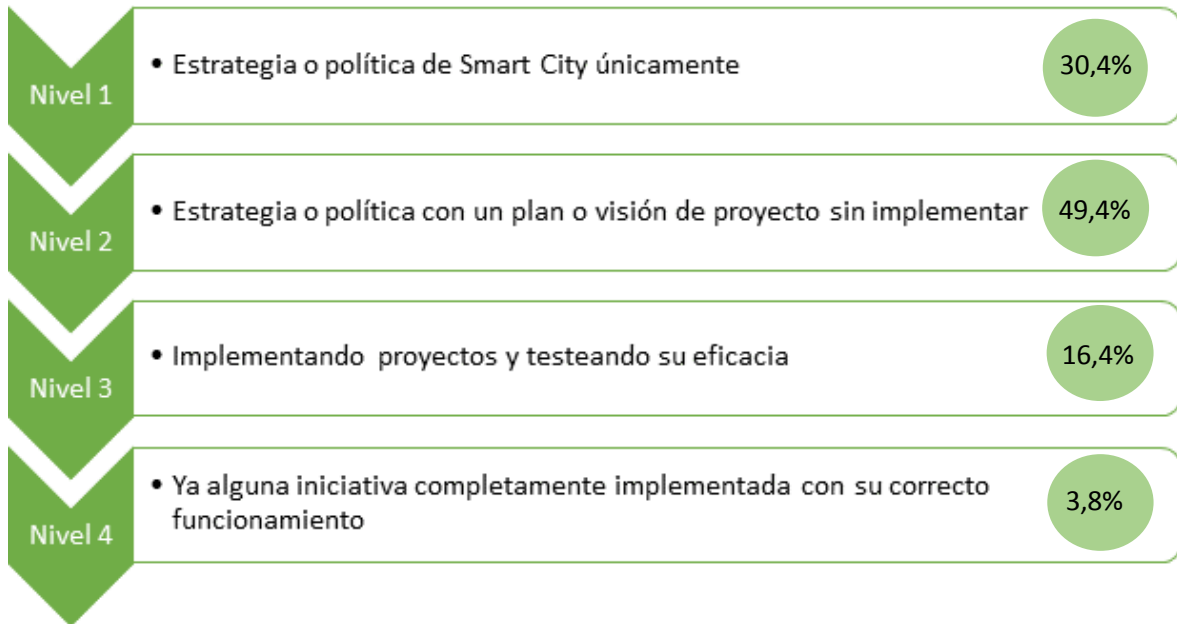 Nivel 1
• Estrategia o política de Smart City únicamente
30,4%
Nivel 2
• Estrategia o política con un plan o visión de proyecto sin implementar
49,4%
Nivel 3
• Implementando proyectos y testeando su eficacia
16,4%
Nivel 4
• Ya alguna iniciativa completamente implementada con su correcto
funcionamiento
3,8%